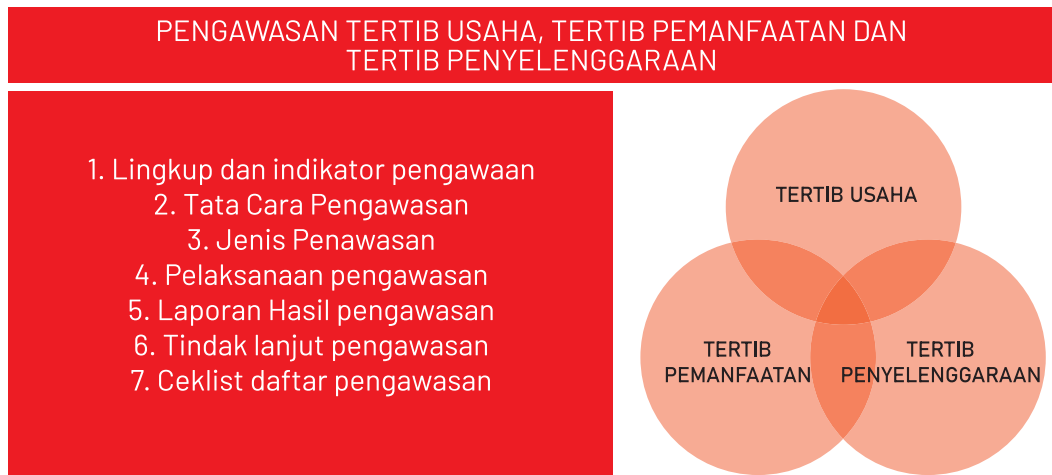 PENGAWASAN TERTIB USAHA, TERTIB PEMANFAATAN DAN
TERTIB PENYELENGGARAAN
1. Lingkup dan indikator pengawaan
2. Tata Cara Pengawasan
3. Jenis Penawasan
4. Pelaksanaan pengawasan
5. Laporan Hasil pengawasan
6. Tindak lanjut pengawasan
7. Ceklist daftar pengawasan
TERTIB USAHA
TERTIB
PEMANFAATAN
TERTIB
PENYELENGGARAAN